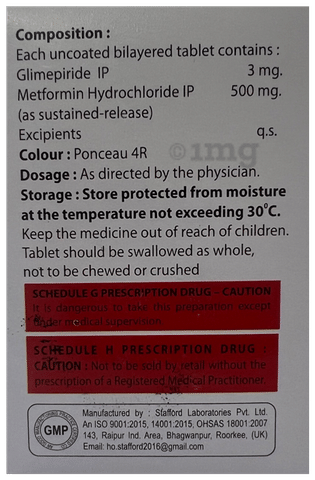 Composition :
Each uncoated bilayered tablet contains :
Glimepiride IP 3 mg.
Metformin Hydrochloride IP 500 mg.
(as sustained-release)
Excipients q.s.
Colour : Ponceau 4R
1mg
Dosage : As directed by the physician.
Storage : Store protected from moisture
at the temperature not exceeding 30°C.
Keep the medicine out of reach of children.
Tablet should be swallowed as whole,
not to be chewed or crushed
SCHEDULE G PRESCRIPTION DRUG – CAUTION
It is dangerous to take this preparation except
under medical supervision.
SCHEDULE H PRESCRIPTION DRUG :
CAUTION : Not to be sold by retail without the
prescription of a Registered Medical Practitioner.
GMP
Manufactured by : Stafford Laboratories Pvt. Ltd.
An ISO 9001:2015, 14001:2015, OHSAS 18001:2007
143, Raipur Ind. Area, Bhagwanpur, Roorkee, (UK)
Email: ho.stafford2016@gmail.com